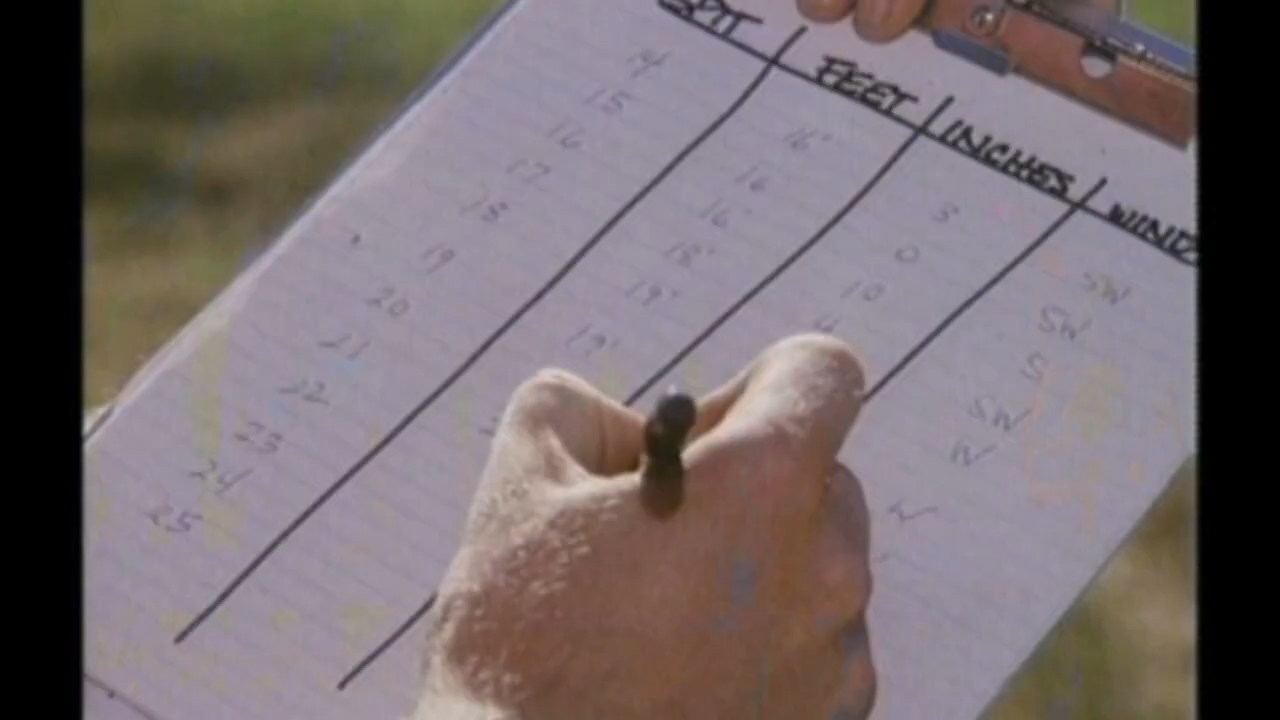 SPIT FEET INCHES WIND
14 16' 3 SW
15 16 0 SW
16 16' 10 S
17 18' 4 SW
18 19' W
19 19' W
20
21
22
23
24
25